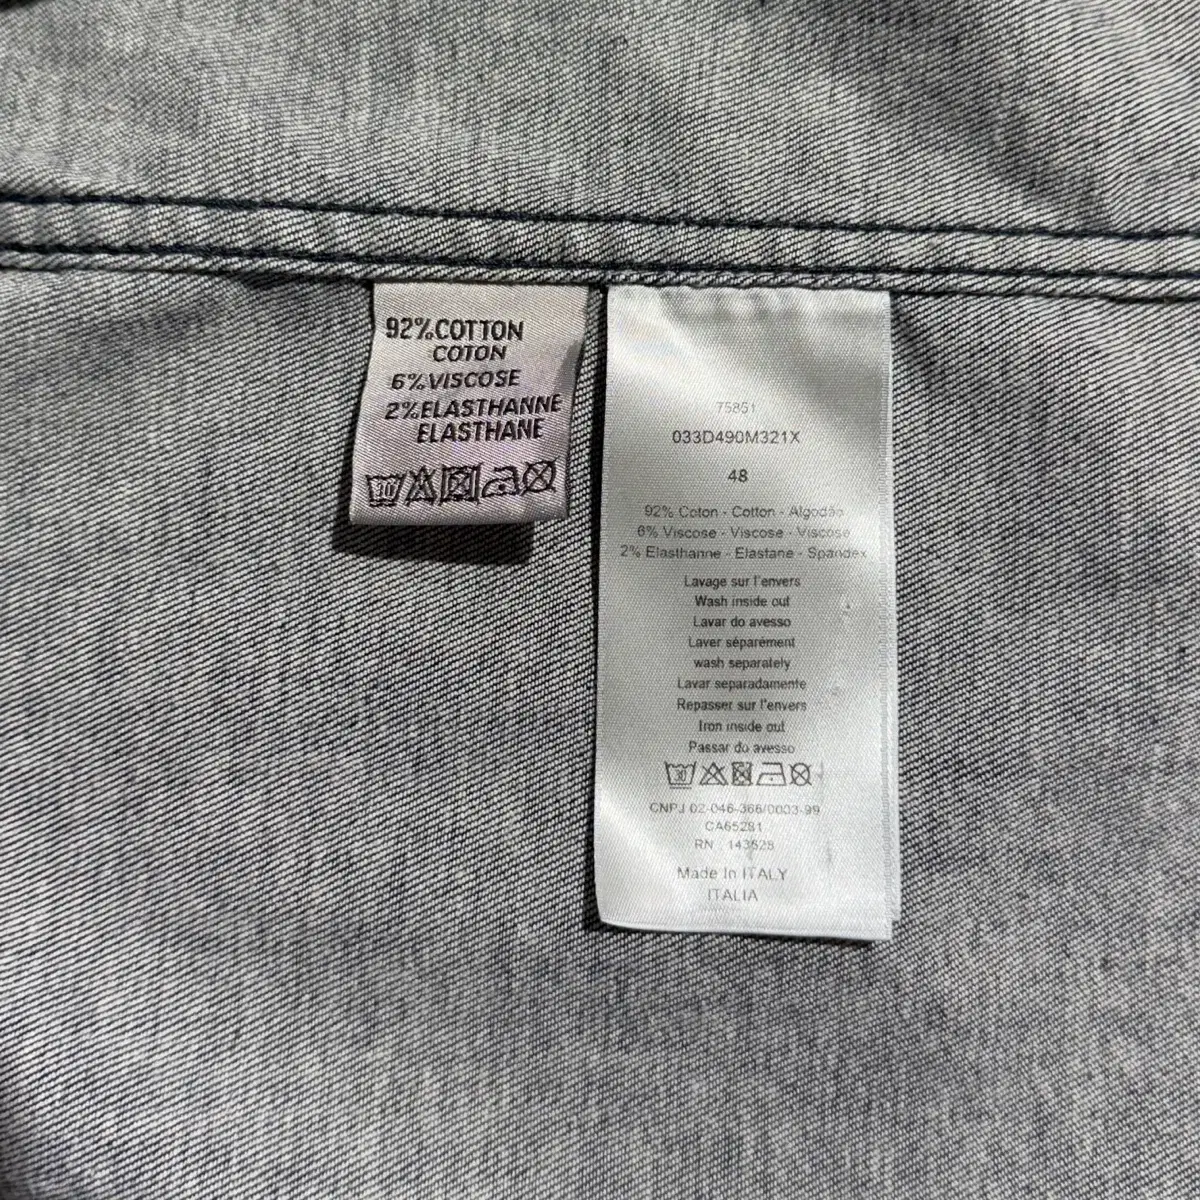 92%COTTON
COTON
6%VISCOSE
2%ELASTHANNE
ELASTHANE
30
75851
033D490M321X
48
92% Coton - Cotton - Algodão
6% Viscose - Viscose - Viscose
2% Elasthanne - Elastane - Spandex
Lavage sur l'envers
Wash inside out
Lavar do avesso
Laver séparément
wash separately
Lavar separadamente
Repasser sur l'envers
Iron inside out
Passar do avesso
30
CNPJ 02-046-366/0003-99
CA65281
RN : 143528
Made In ITALY
ITALIA